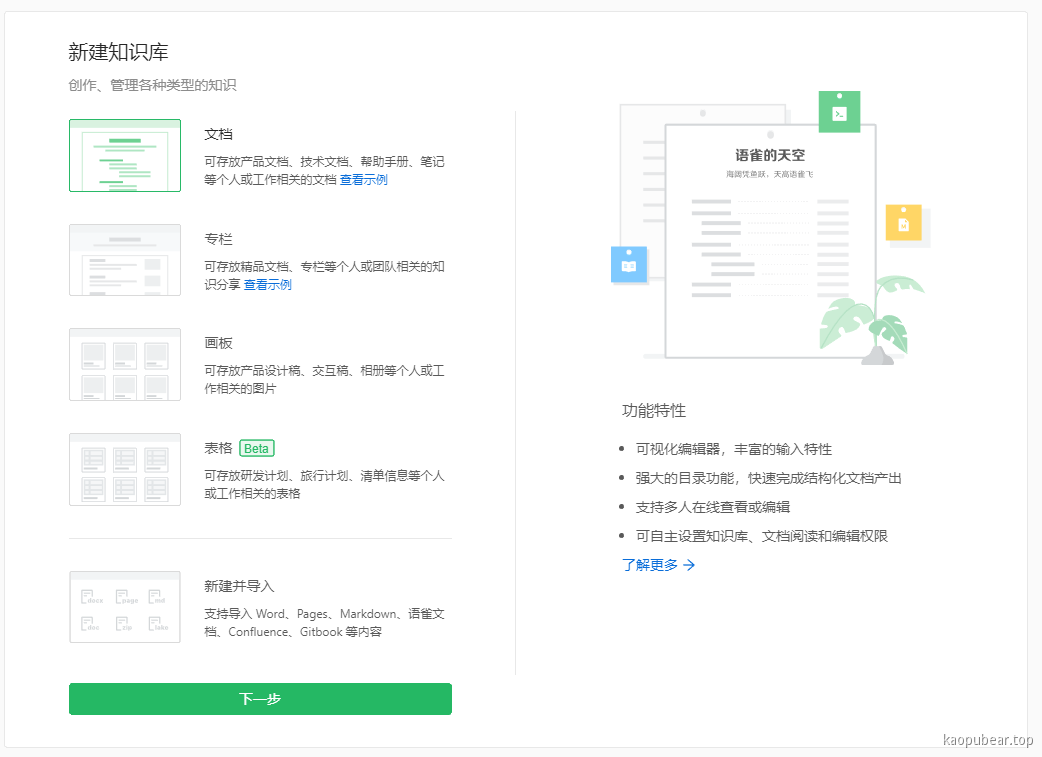 新建知识库
创作、管理各种类型的知识
文档
可存放产品文档、技术文档、帮助手册、笔记
等个人或工作相关的文档 查看示例
专栏
可存放精品文档、专栏等个人或团队相关的知
识分享 查看示例
画板
可存放产品设计稿、交互稿、相册等个人或工
作相关的图片
表格 Beta
可存放研发计划、旅行计划、清单信息等个人
或工作相关的表格
docx page md
doc zip lake
新建并导入
支持导入 Word、Pages、Markdown、语雀文
档、Confluence、Gitbook 等内容
下一步
语雀的天空
海阔凭鱼跃，天高语雀飞
功能特性
可视化编辑器，丰富的输入特性
强大的目录功能，快速完成结构化文档产出
支持多人在线查看或编辑
可自主设置知识库、文档阅读和编辑权限
了解更多
kaopubear.top